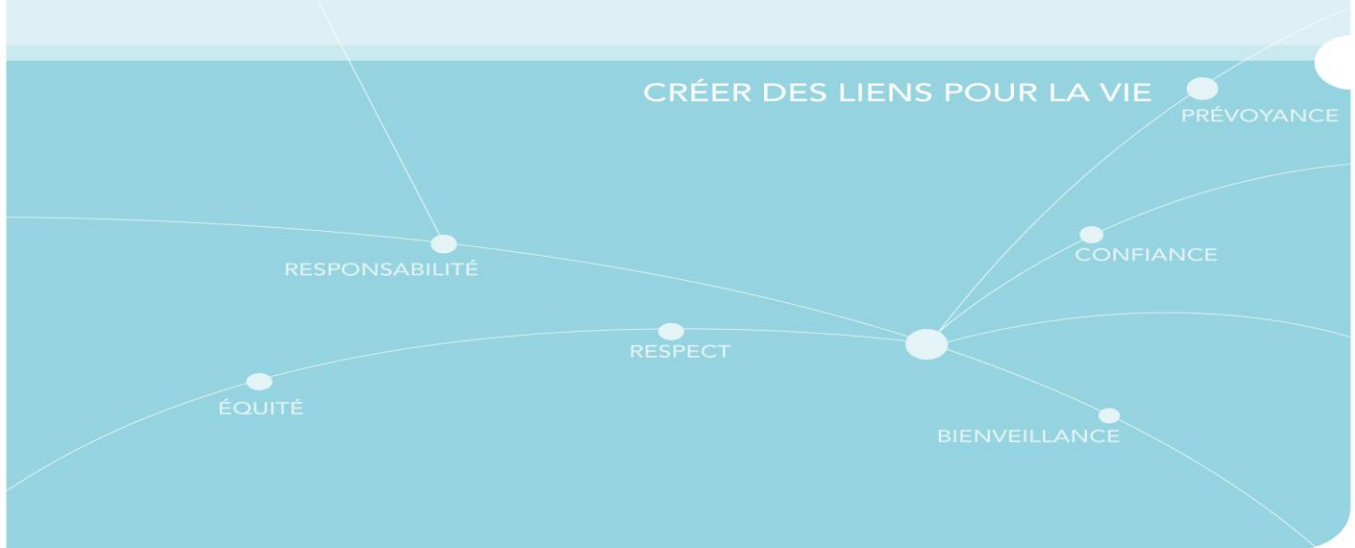 CRÉER DES LIENS POUR LA VIE
PRÉVOYANCE
CONFIANCE
RESPONSABILITÉ
RESPECT
ÉQUITÉ
BIENVEILLANCE